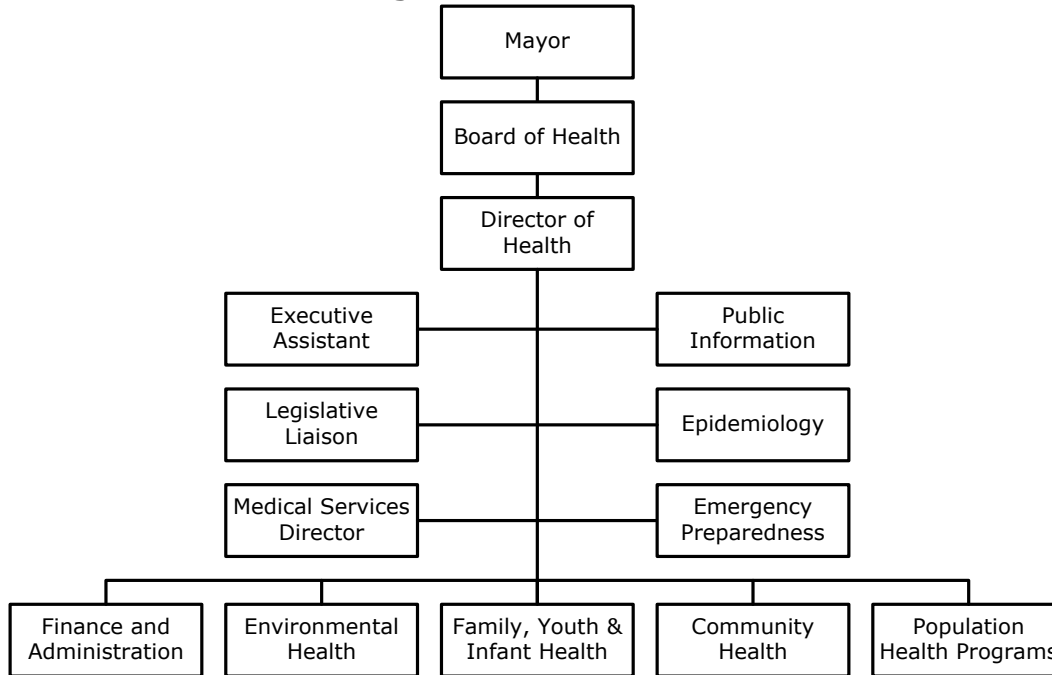 Mayor
Board of Health
Director of
Health
Executive
Assistant
Public
Information
Legislative
Liaison
Epidemiology
Medical Services
Director
Emergency
Preparedness
Finance and
Administration
Environmental
Health
Family, Youth &
Infant Health
Community
Health
Population
Health Programs